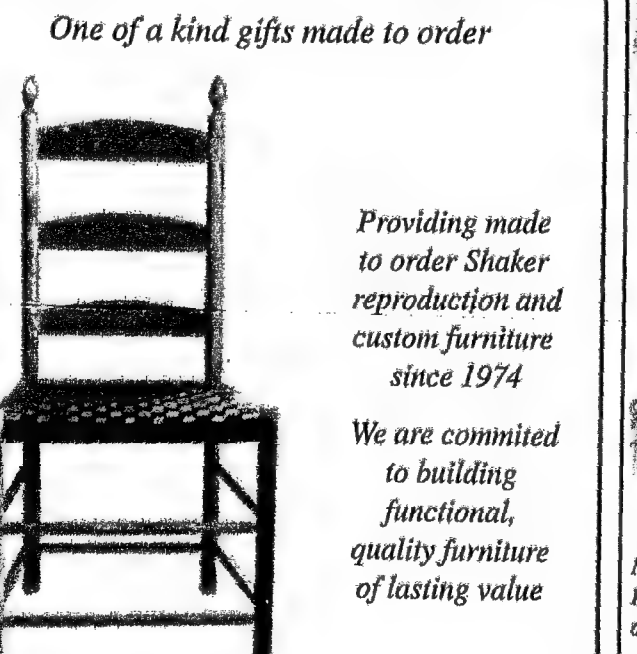 One of a kind gifts made to order
Providing made
to order Shaker
reproduction and
custom furniture
since 1974
We are commited
to building
functional,
quality furniture
of lasting value